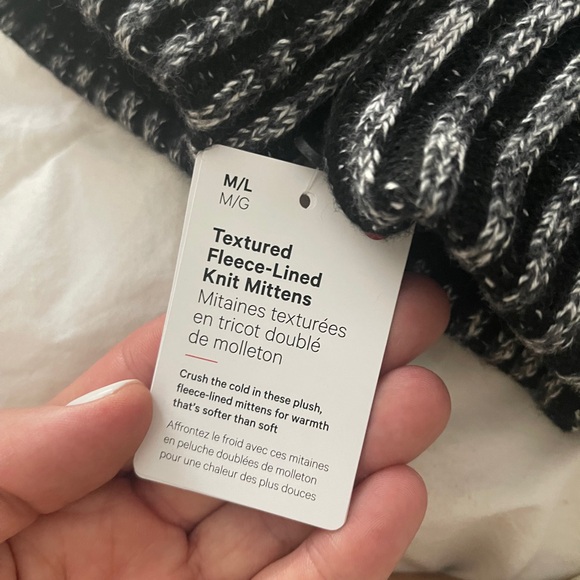 M/L
M/G
Textured
Fleece-Lined
Knit Mittens
Mitaines texturées
en tricot doublé
de molleton
Crush the cold in these plush,
fleece-lined mittens for warmth
that's softer than soft
Affrontez le froid avec ces mitaines
en peluche doublées de molleton
pour une chaleur des plus douces